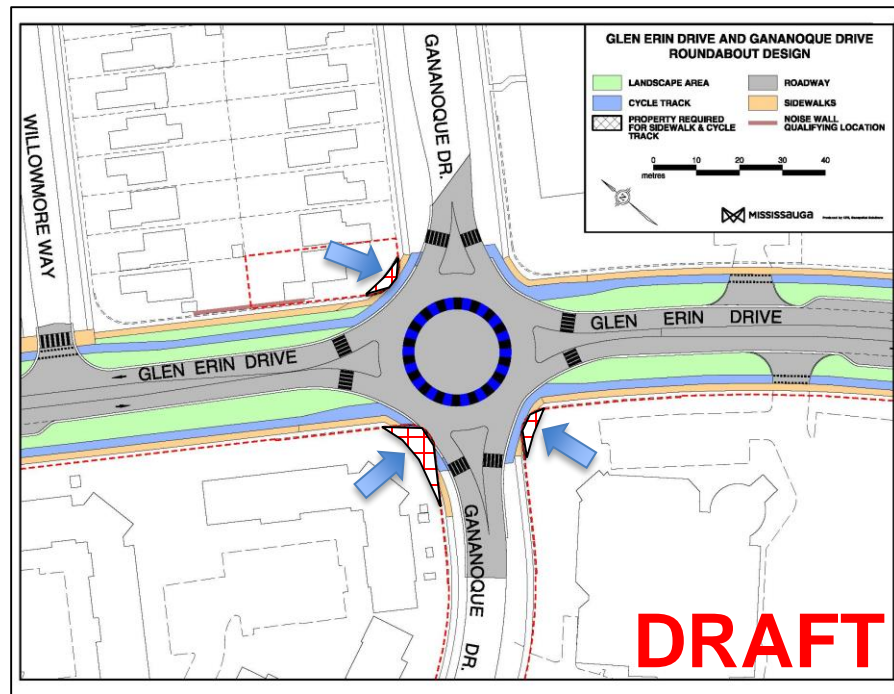 GLEN ERIN DRIVE AND GANANOQUE DRIVE
ROUNDABOUT DESIGN
LANDSCAPE AREA
ROADWAY
CYCLE TRACK
SIDEWALKS
PROPERTY REQUIRED
FOR SIDEWALK & CYCLE
TRACK
NOISE WALL
QUALIFYING LOCATION
0 10 20 30 40
metres
MISSISSAUGA
GANANOQUE DR.
WILLOWMORE WAY
GLEN ERIN DRIVE
GLEN ERIN DRIVE
GANANOQUE DR.
DRAFT